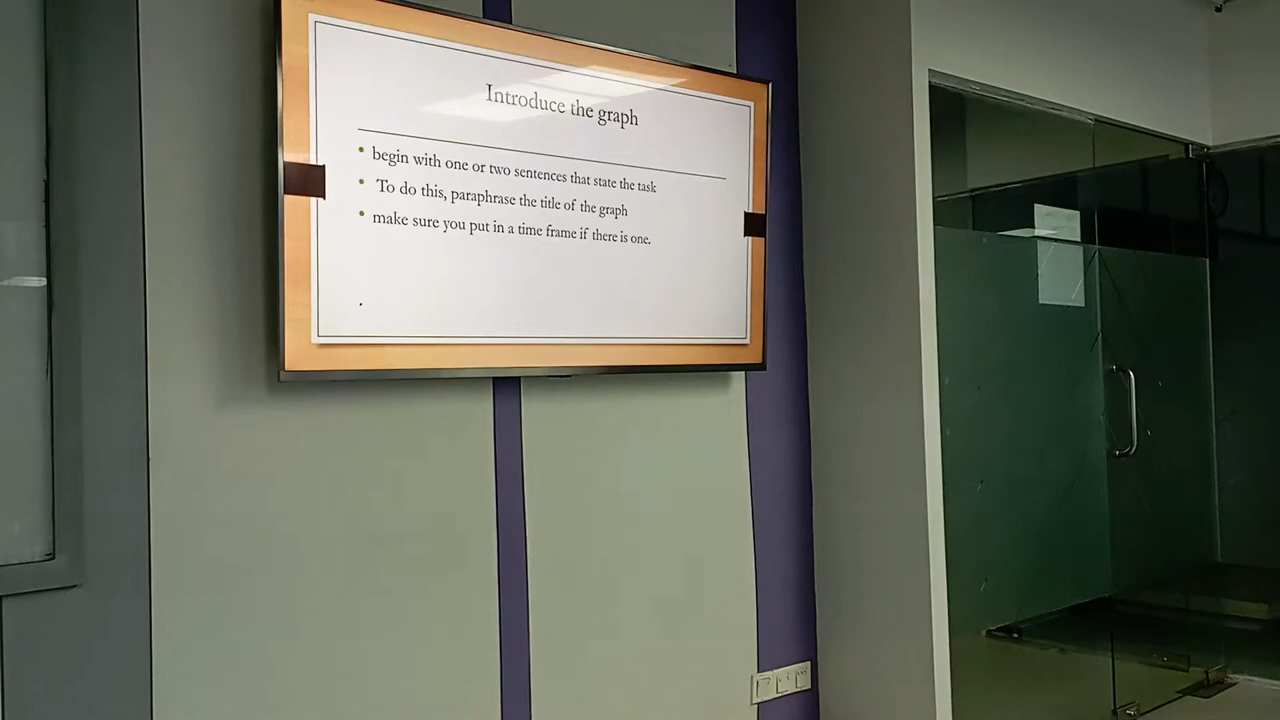 Introduce the graph
begin with one or two sentences that state the task
To do this, paraphrase the title of the graph
make sure you put in a time frame if there is one.